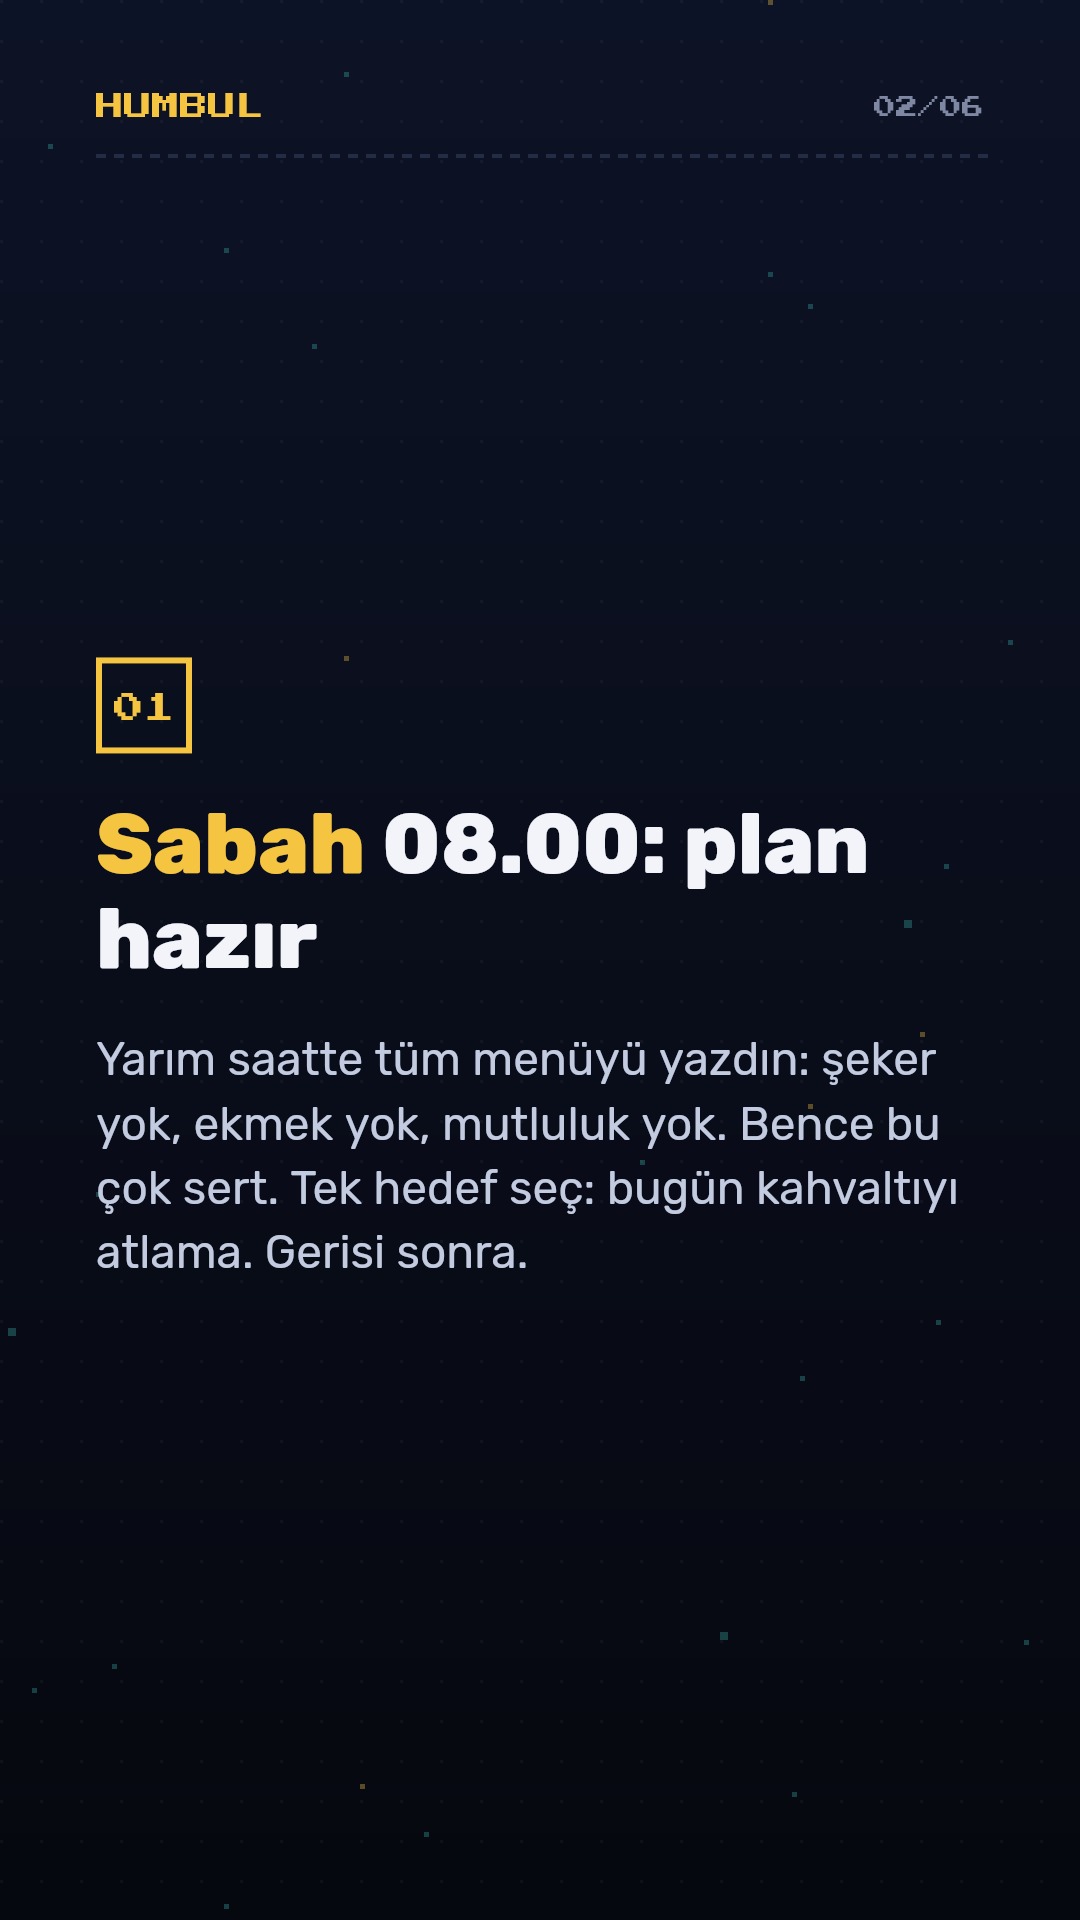 HUMBUL
02/06
01
Sabah 08.00: plan
hazır
Yarım saatte tüm menüyü yazdın: şeker
yok, ekmek yok, mutluluk yok. Bence bu
çok sert. Tek hedef seç: bugün kahvaltıyı
atlama. Gerisi sonra.